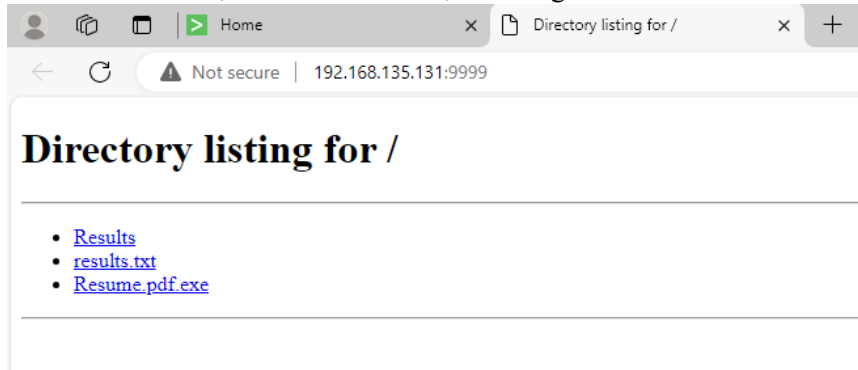 Home
Directory listing for /
Not secure | 192.168.135.131:9999
Directory listing for /
Results
results.txt
Resume.pdf.exe